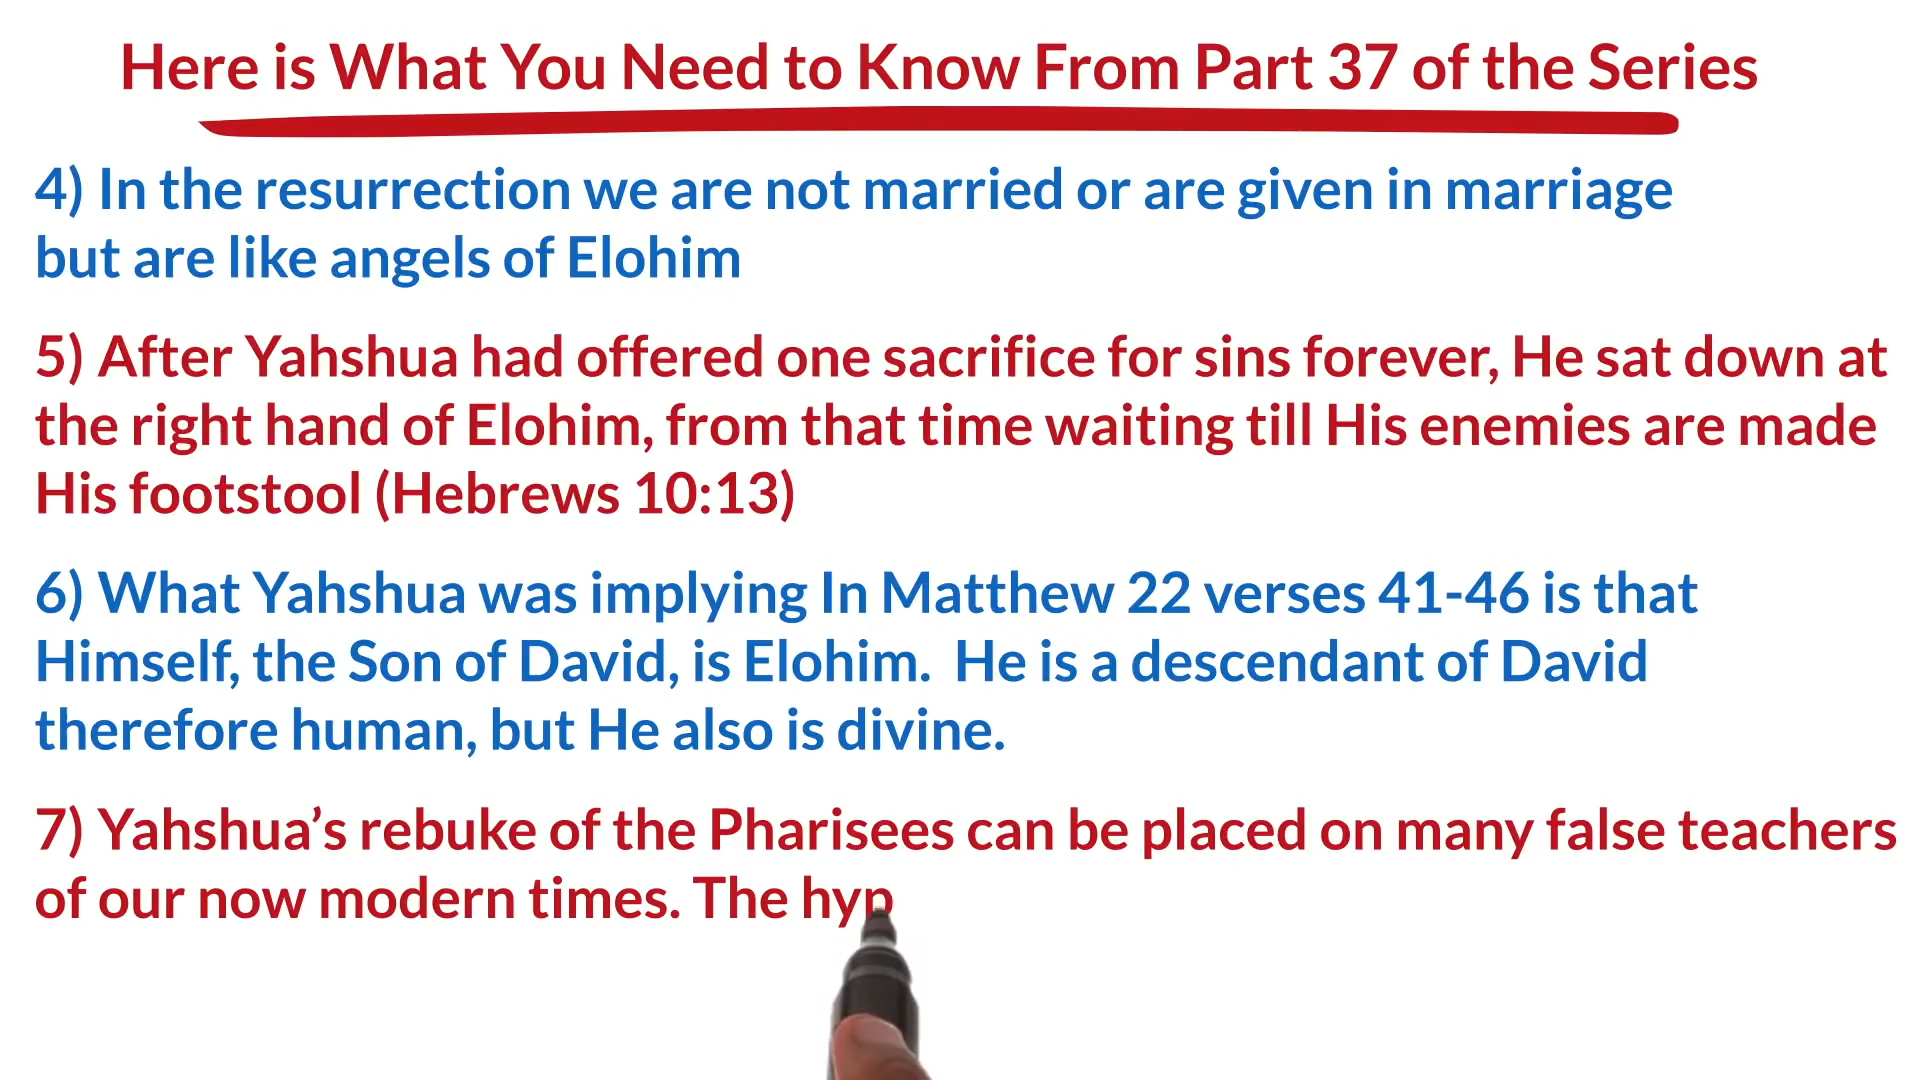 Here is What You Need to Know From Part 37 of the Series
4) In the resurrection we are not married or are given in marriage
but are like angels of Elohim
5) After Yahshua had offered one sacrifice for sins forever, He sat down at
the right hand of Elohim, from that time waiting till His enemies are made
His footstool (Hebrews 10:13)
6) What Yahshua was implying In Matthew 22 verses 41-46 is that
Himself, the Son of David, is Elohim.  He is a descendant of David
therefore human, but He also is divine.
7) Yahshua’s rebuke of the Pharisees can be placed on many false teachers
of our now modern times. The hyp